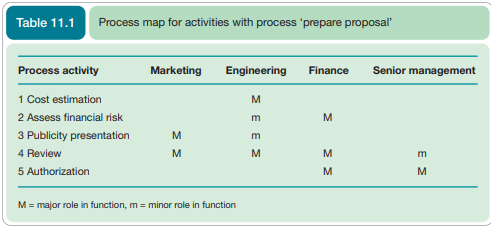 Table 11.1 Process map for activities with process ‘prepare proposal’
Process activity Marketing Engineering Finance Senior management
1 Cost estimation M
2 Assess financial risk m M
3 Publicity presentation M m
4 Review M M M m
5 Authorization M M
M = major role in function, m = minor role in function